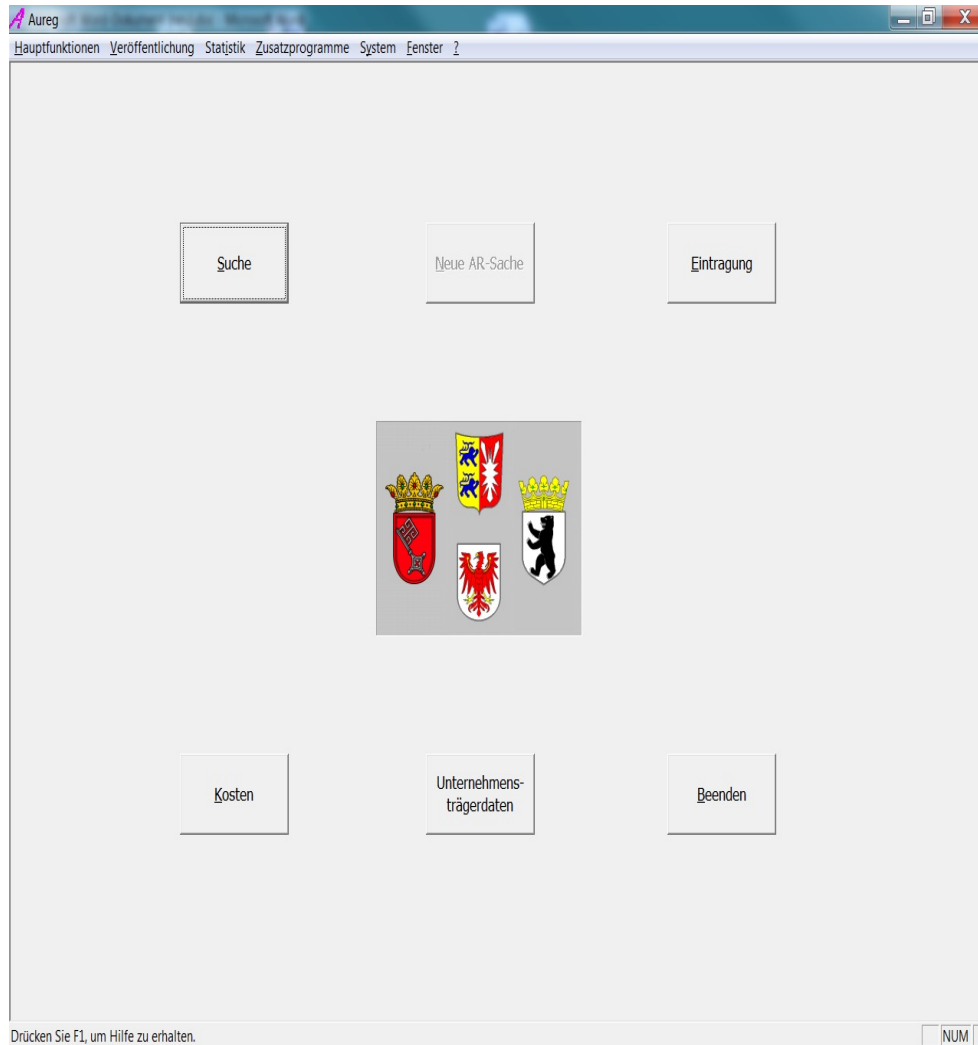 Aureg
Hauptfunktionen Veröffentlichung Statistik Zusatzprogramme System Fenster ?
Suche
Neue AR-Sache
Eintragung
Kosten
Unternehmens-
trägerdaten
Beenden
Drücken Sie F1, um Hilfe zu erhalten.
NUM